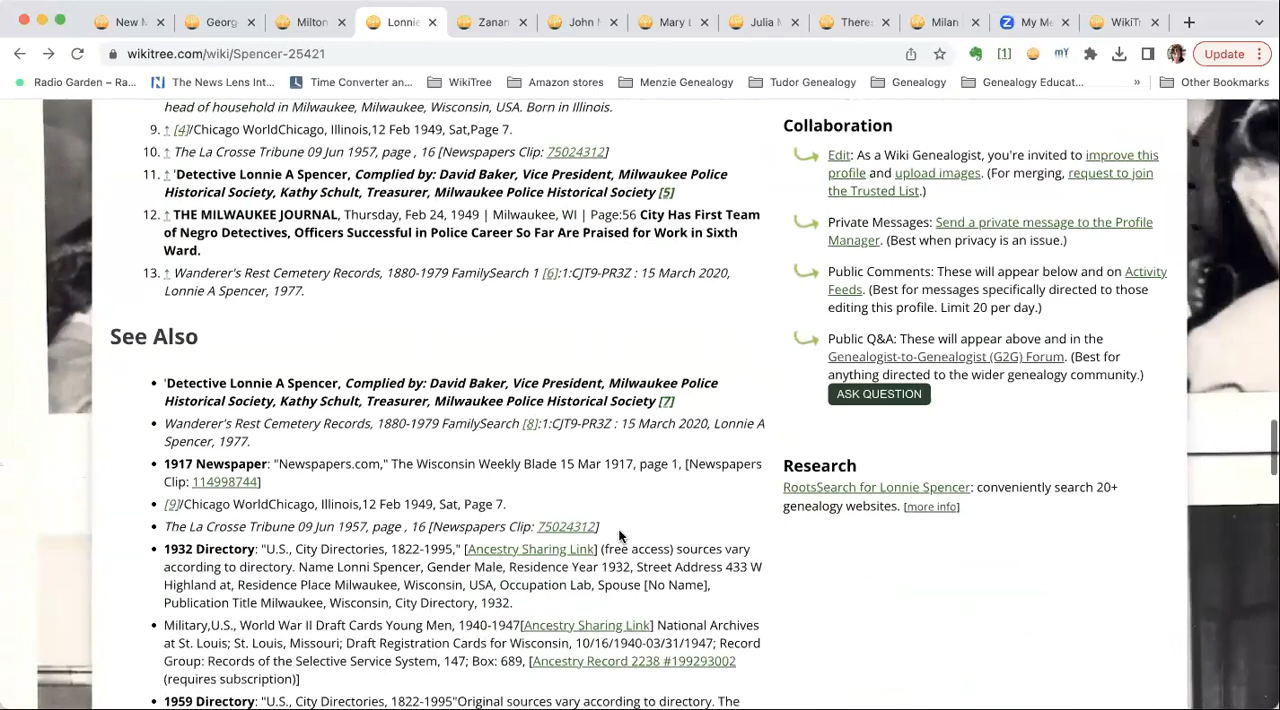 New M
Georg
Milton
Lonnie
Zanan
John M
Mary L
Julia M
There
Milan
My Me
WikiTr
wikitree.com/wiki/Spencer-25421
[1]
mY
Update
Radio Garden – Ra...
The News Lens Int...
Time Converter an...
WikiTree
Amazon stores
Menzie Genealogy
Tudor Genealogy
Genealogy
Genealogy Educat...
»
Other Bookmarks
head of household in Milwaukee, Milwaukee, Wisconsin, USA. Born in Illinois.
9. ↑ [4]/Chicago WorldChicago, Illinois,12 Feb 1949, Sat,Page 7.
10. ↑ The La Crosse Tribune 09 Jun 1957, page , 16 [Newspapers Clip: 75024312]
11. ↑ 'Detective Lonnie A Spencer, Complied by: David Baker, Vice President, Milwaukee Police
Historical Society, Kathy Schult, Treasurer, Milwaukee Police Historical Society [5]
12. ↑ THE MILWAUKEE JOURNAL, Thursday, Feb 24, 1949 | Milwaukee, WI | Page:56 City Has First Team
of Negro Detectives, Officers Successful in Police Career So Far Are Praised for Work in Sixth
Ward.
13. ↑ Wanderer's Rest Cemetery Records, 1880-1979 FamilySearch 1 [6]:1:CJT9-PR3Z : 15 March 2020,
Lonnie A Spencer, 1977.
See Also
• 'Detective Lonnie A Spencer, Complied by: David Baker, Vice President, Milwaukee Police
Historical Society, Kathy Schult, Treasurer, Milwaukee Police Historical Society [7]
• Wanderer's Rest Cemetery Records, 1880-1979 FamilySearch [8]:1:CJT9-PR3Z : 15 March 2020, Lonnie A
Spencer, 1977.
• 1917 Newspaper: "Newspapers.com," The Wisconsin Weekly Blade 15 Mar 1917, page 1, [Newspapers
Clip: 114998744]
• [9]/Chicago WorldChicago, Illinois,12 Feb 1949, Sat, Page 7.
• The La Crosse Tribune 09 Jun 1957, page , 16 [Newspapers Clip: 75024312]
• 1932 Directory: "U.S., City Directories, 1822-1995," [Ancestry Sharing Link] (free access) sources vary
according to directory. Name Lonni Spencer, Gender Male, Residence Year 1932, Street Address 433 W
Highland at, Residence Place Milwaukee, Wisconsin, USA, Occupation Lab, Spouse [No Name],
Publication Title Milwaukee, Wisconsin, City Directory, 1932.
• Military,U.S., World War II Draft Cards Young Men, 1940-1947[Ancestry Sharing Link] National Archives
at St. Louis; St. Louis, Missouri; Draft Registration Cards for Wisconsin, 10/16/1940-03/31/1947; Record
Group: Records of the Selective Service System, 147; Box: 689, [Ancestry Record 2238 #199293002
(requires subscription)]
• 1959 Directory: "U.S., City Directories, 1822-1995"Original sources vary according to directory. The
Collaboration
Edit: As a Wiki Genealogist, you're invited to improve this
profile and upload images. (For merging, request to join
the Trusted List.)
Private Messages: Send a private message to the Profile
Manager. (Best when privacy is an issue.)
Public Comments: These will appear below and on Activity
Feeds. (Best for messages specifically directed to those
editing this profile. Limit 20 per day.)
Public Q&A: These will appear above and in the
Genealogist-to-Genealogist (G2G) Forum. (Best for
anything directed to the wider genealogy community.)
ASK QUESTION
Research
RootsSearch for Lonnie Spencer: conveniently search 20+
genealogy websites. [more info]